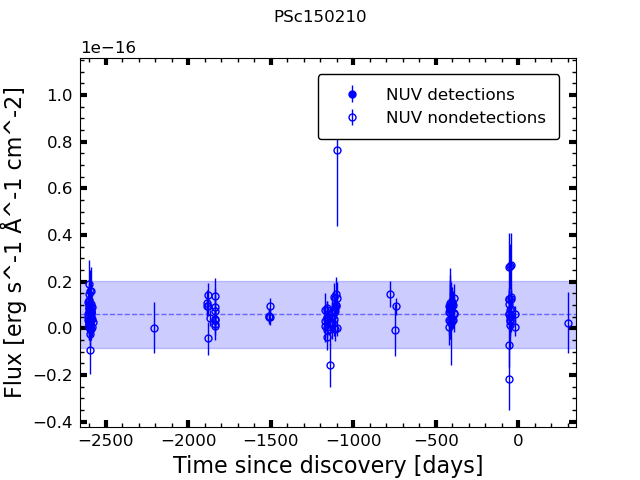 PSc150210
1e−16
NUV detections
NUV nondetections
Flux [erg s^-1 Å^-1 cm^-2]
1.0
0.8
0.6
0.4
0.2
0.0
−0.2
−0.4
−2500 −2000 −1500 −1000 −500 0
Time since discovery [days]